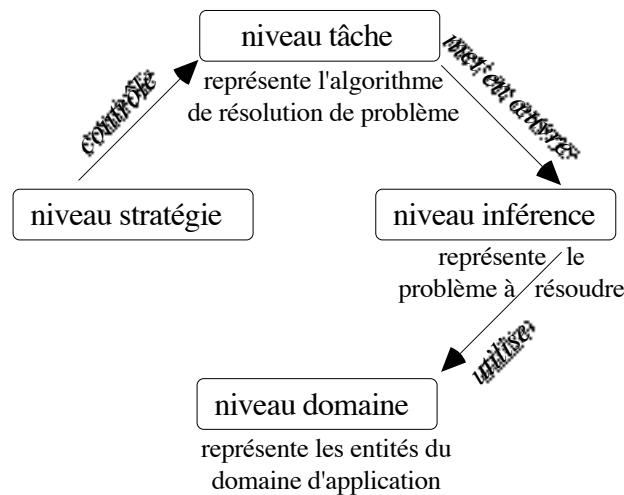 niveau tâche
représente l'algorithme
de résolution de problème
contrôle
met en œuvre
niveau stratégie
niveau inférence
représente le
problème à résoudre
utilise
niveau domaine
représente les entités du
domaine d'application